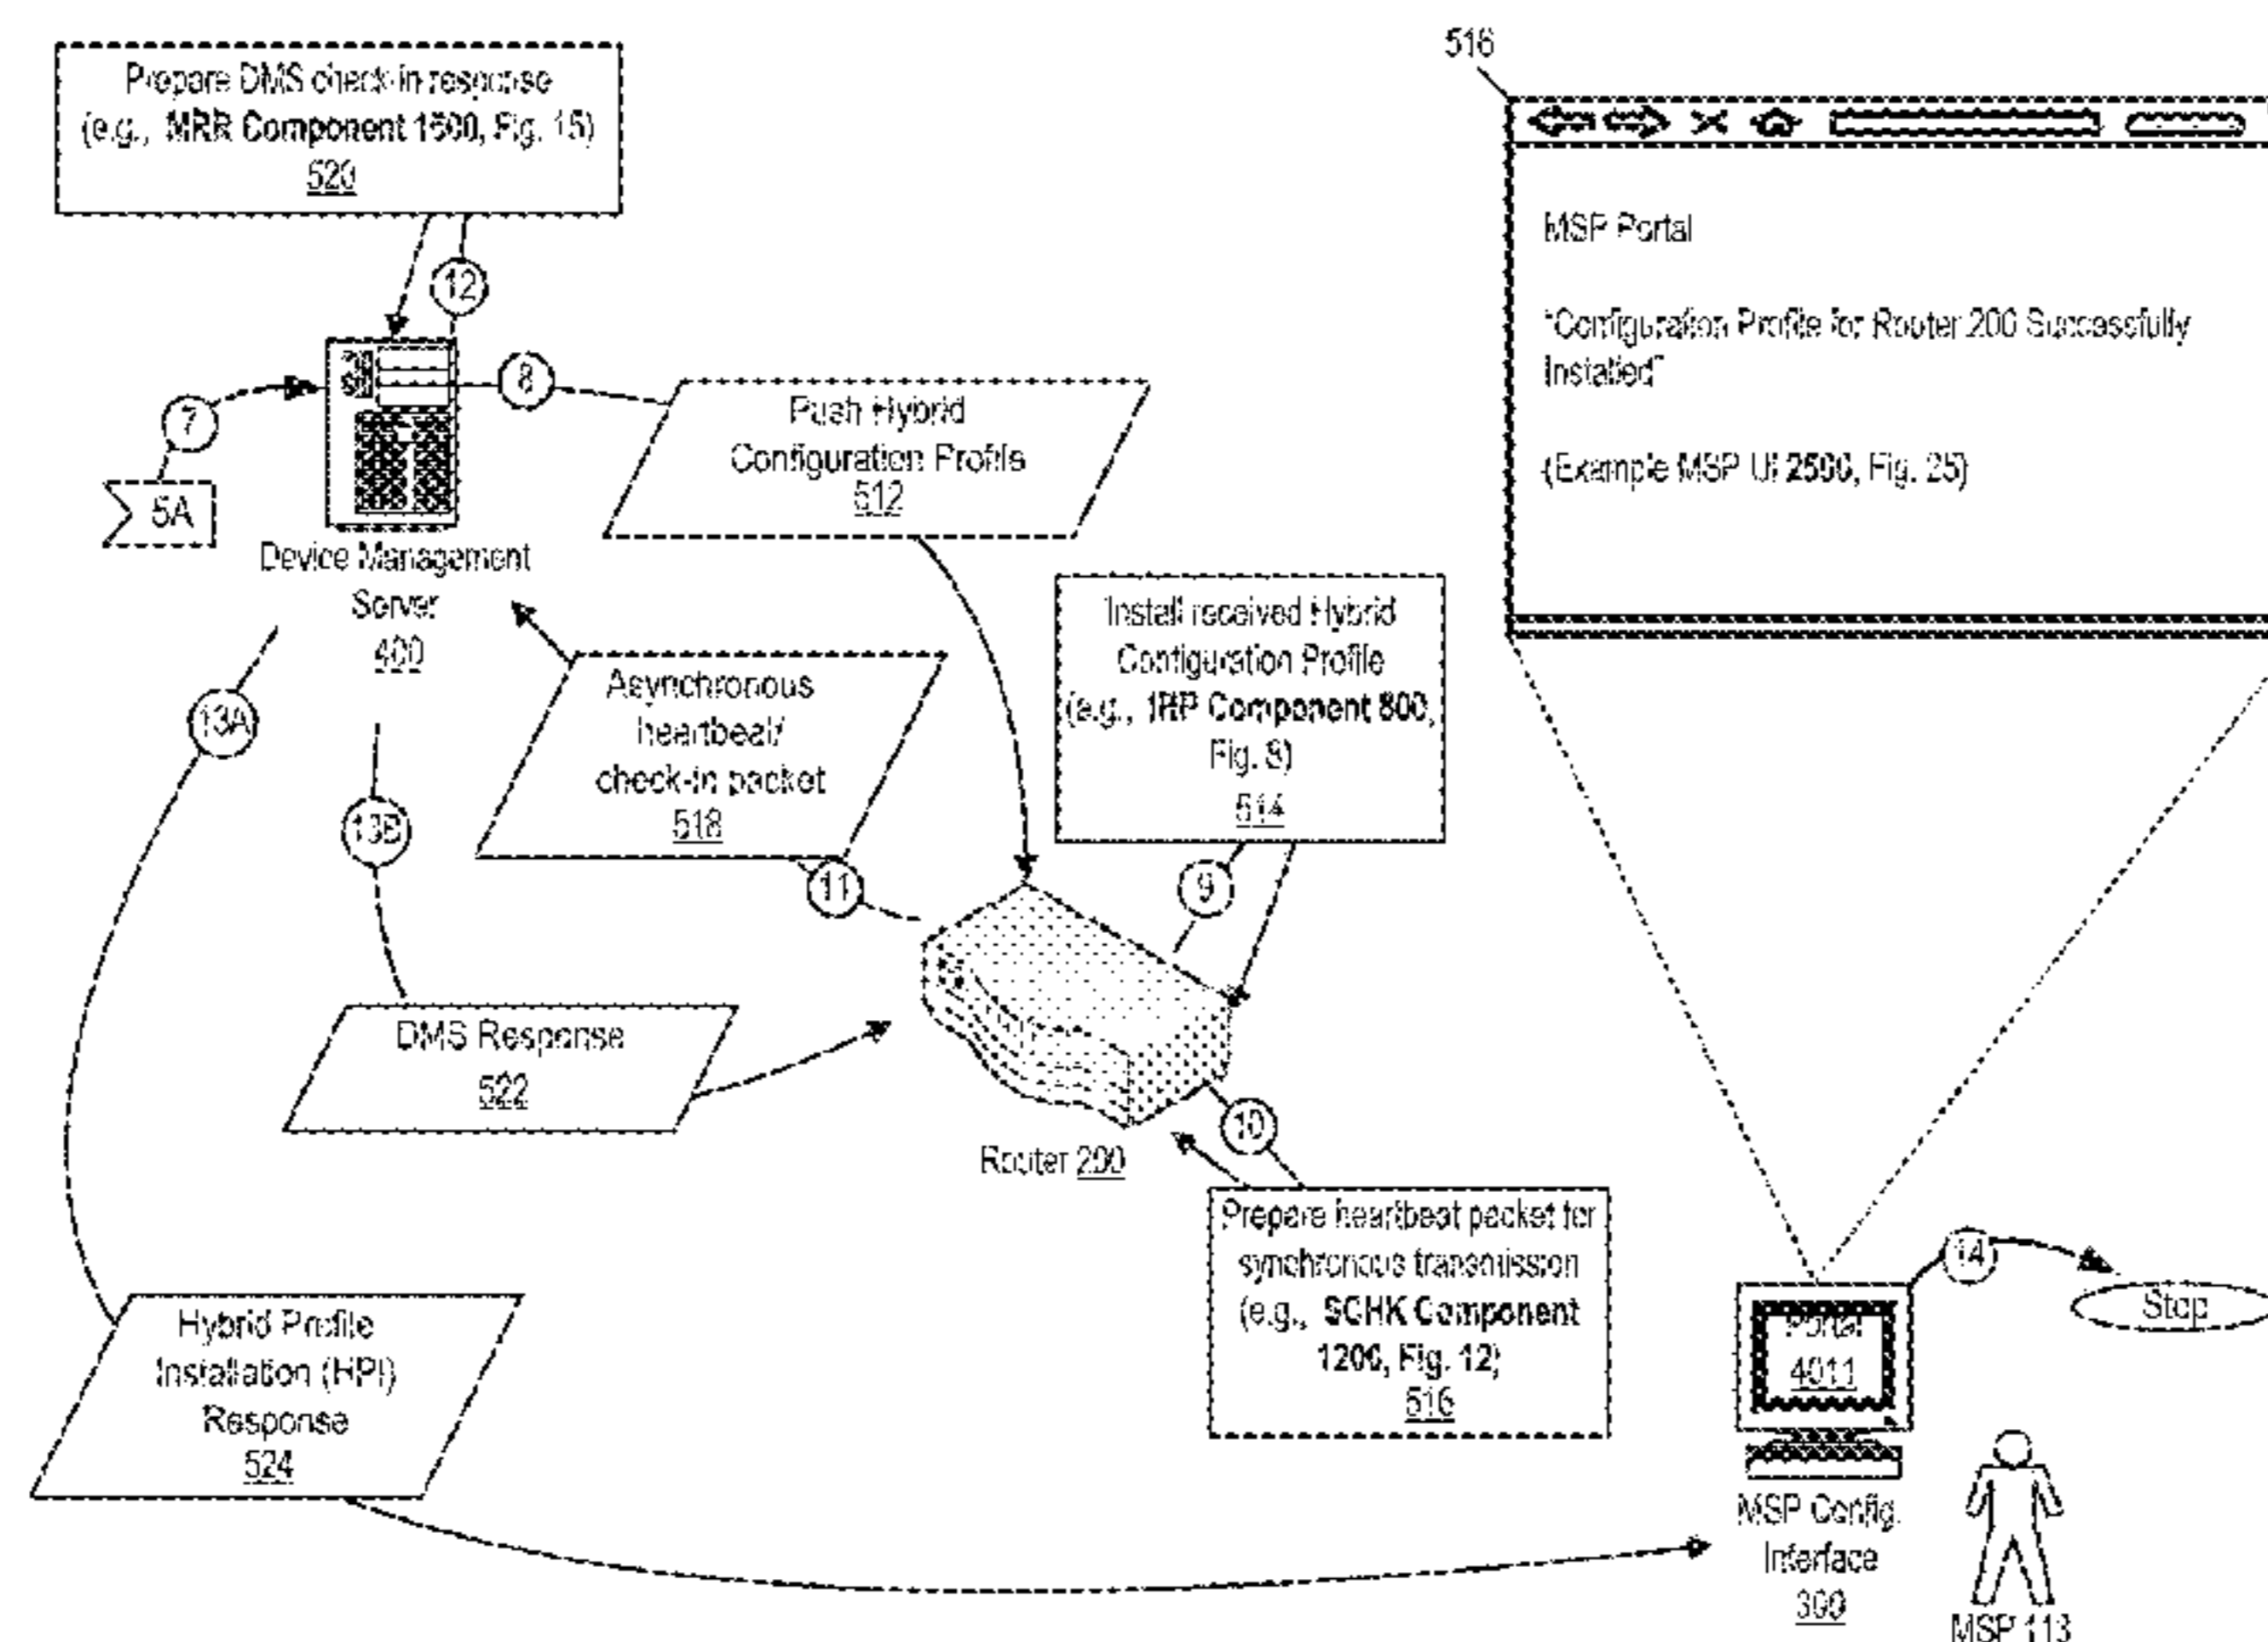 516
Prepare DMS check-in response
(e.g., MRR Component 1500, Fig. 15)
520
12
8
7
5A
Device Management
Server
400
Push Hybrid
Configuration Profile
512
MSP Portal
"Configuration Profile for Router 200 Successfully
Installed"
(Example MSP UI 2500, Fig. 25)
Install received Hybrid
Configuration Profile
(e.g., IRP Component 800,
Fig. 8)
514
Asynchronous
heartbeat/
check-in packet
518
13A
13B
11
9
DMS Response
522
Router 200
10
Prepare heartbeat packet for
synchronous transmission
(e.g., SCHK Component
1200, Fig. 12)
516
Hybrid Profile
Installation (HPI)
Response
524
14
Stop
Portal
4011
MSP Config.
Interface
300
MSP 113